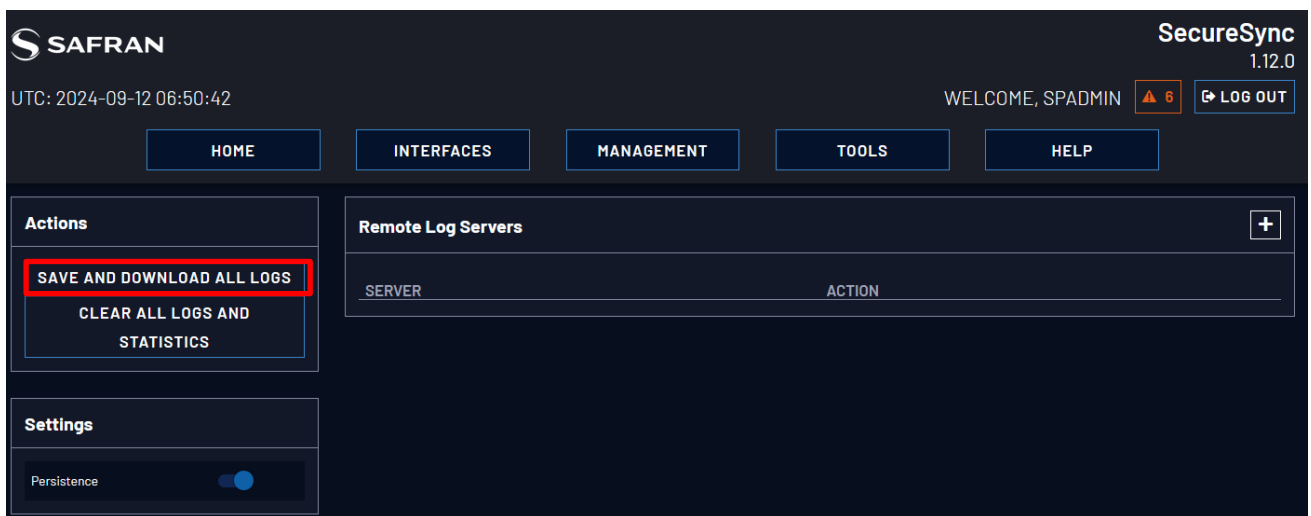 SAFRAN
SecureSync
1.12.0
UTC: 2024-09-12 06:50:42
WELCOME, SPADMIN
6
LOG OUT
HOME
INTERFACES
MANAGEMENT
TOOLS
HELP
Actions
SAVE AND DOWNLOAD ALL LOGS
CLEAR ALL LOGS AND
STATISTICS
Settings
Persistence
Remote Log Servers
+
SERVER
ACTION